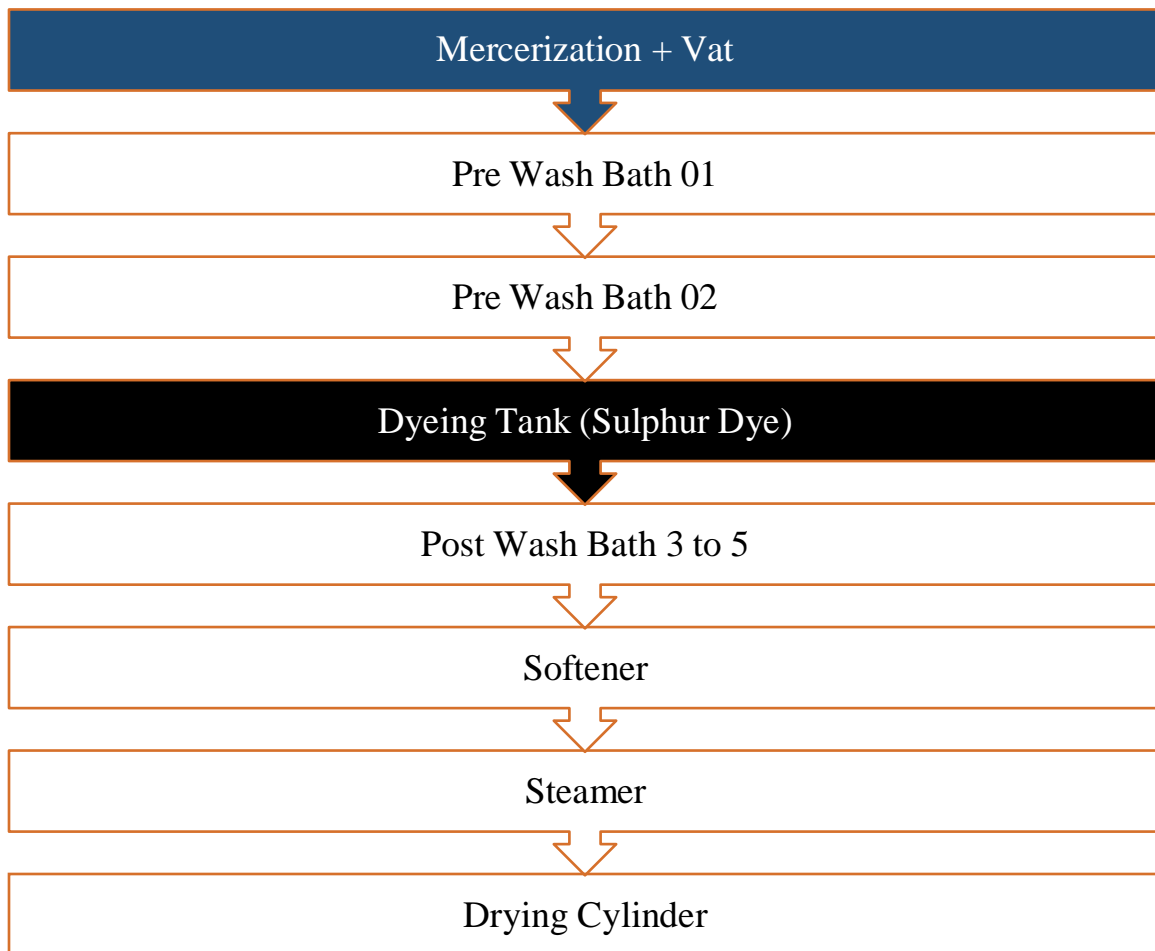 Mercerization + Vat
Pre Wash Bath 01
Pre Wash Bath 02
Dyeing Tank (Sulphur Dye)
Post Wash Bath 3 to 5
Softener
Steamer
Drying Cylinder